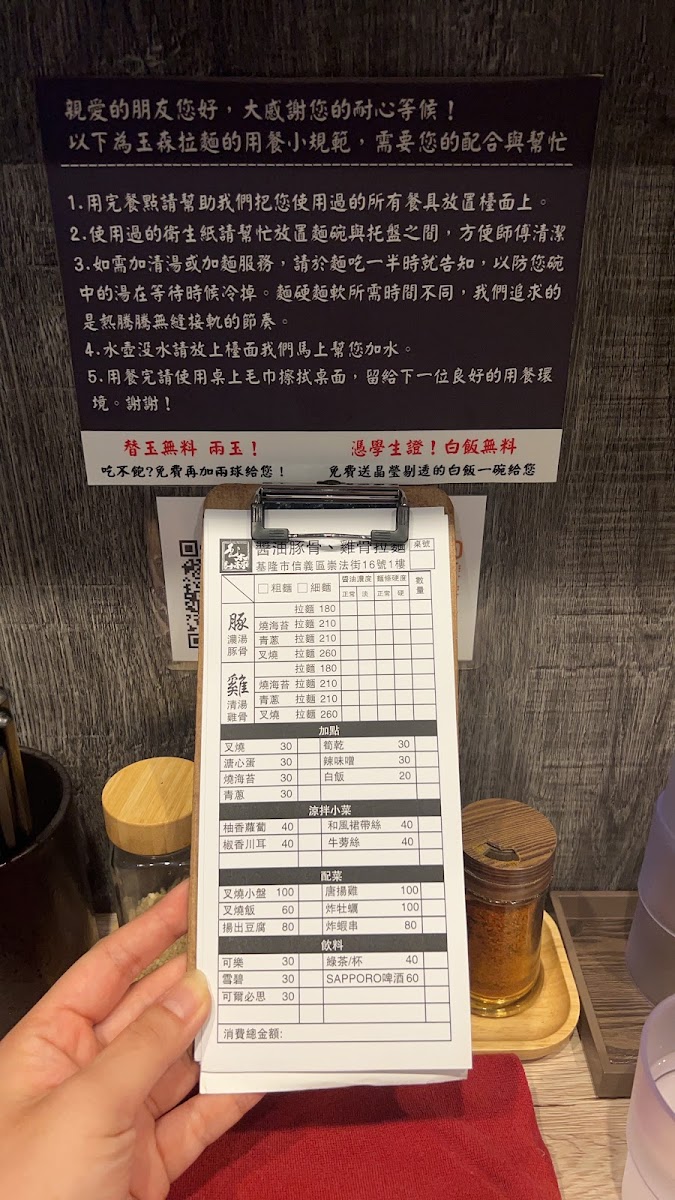 親愛的朋友您好，大感謝您的耐心等候！
以下為玉森拉麵的用餐小規範，需要您的配合與幫忙
1.用完餐點請幫助我們把您使用過的所有餐具放置檯面上。
2.使用過的衛生紙請幫忙放置麵碗與托盤之間，方便師傅清潔
3.如需加清湯或加麵服務，請於麵吃一半時就告知，以防您碗
中的湯在等待時候冷掉。麵硬麵軟所需時間不同，我們追求的
是熱騰騰無縫接軌的節奏。
4.水壺没水請放上檯面我們馬上幫您加水。
5.用餐完請使用桌上毛巾擦拭桌面，留給下一位良好的用餐環
境。謝謝！
替玉無料 兩玉！ 憑學生證！白飯無料
吃不飽?免費再加兩球給您！ 免費送晶瑩剔透的白飯一碗給您
醬油豚骨、雞骨拉麵 桌號
基隆市信義區崇法街16號1樓
粗麵 細麵 醬油濃度 麵條硬度 數量
正常 淡 正常 硬
豚
濃湯
豚骨
拉麵 180
燒海苔 拉麵 210
青蔥 拉麵 210
叉燒 拉麵 260
雞
清湯
雞骨
拉麵 180
燒海苔 拉麵 210
青蔥 拉麵 210
叉燒 拉麵 260
加點
叉燒 30 筍乾 30
溏心蛋 30 辣味噌 30
燒海苔 30 白飯 20
青蔥 30
涼拌小菜
柚香蘿蔔 40 和風裙帶絲 40
椒香川耳 40 牛蒡絲 40
配菜
叉燒小盤 100 唐揚雞 100
叉燒飯 60 炸牡蠣 100
揚出豆腐 80 炸蝦串 80
飲料
可樂 30 綠茶/杯 40
雪碧 30 SAPPORO啤酒 60
可爾必思 30
消費總金額: